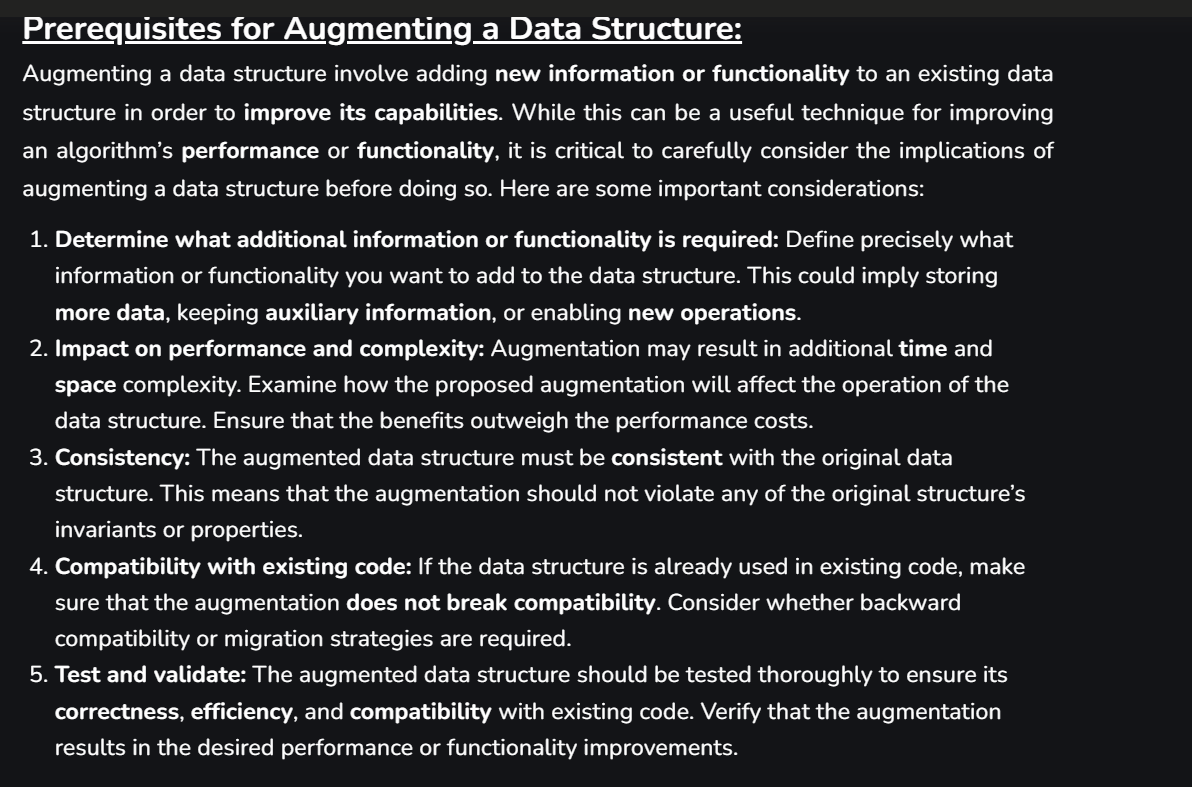 Prerequisites for Augmenting a Data Structure:
Augmenting a data structure involve adding new information or functionality to an existing data
structure in order to improve its capabilities. While this can be a useful technique for improving
an algorithm's performance or functionality, it is critical to carefully consider the implications of
augmenting a data structure before doing so. Here are some important considerations:
1. Determine what additional information or functionality is required: Define precisely what
information or functionality you want to add to the data structure. This could imply storing
more data, keeping auxiliary information, or enabling new operations.
2. Impact on performance and complexity: Augmentation may result in additional time and
space complexity. Examine how the proposed augmentation will affect the operation of the
data structure. Ensure that the benefits outweigh the performance costs.
3. Consistency: The augmented data structure must be consistent with the original data
structure. This means that the augmentation should not violate any of the original structure's
invariants or properties.
4. Compatibility with existing code: If the data structure is already used in existing code, make
sure that the augmentation does not break compatibility. Consider whether backward
compatibility or migration strategies are required.
5. Test and validate: The augmented data structure should be tested thoroughly to ensure its
correctness, efficiency, and compatibility with existing code. Verify that the augmentation
results in the desired performance or functionality improvements.